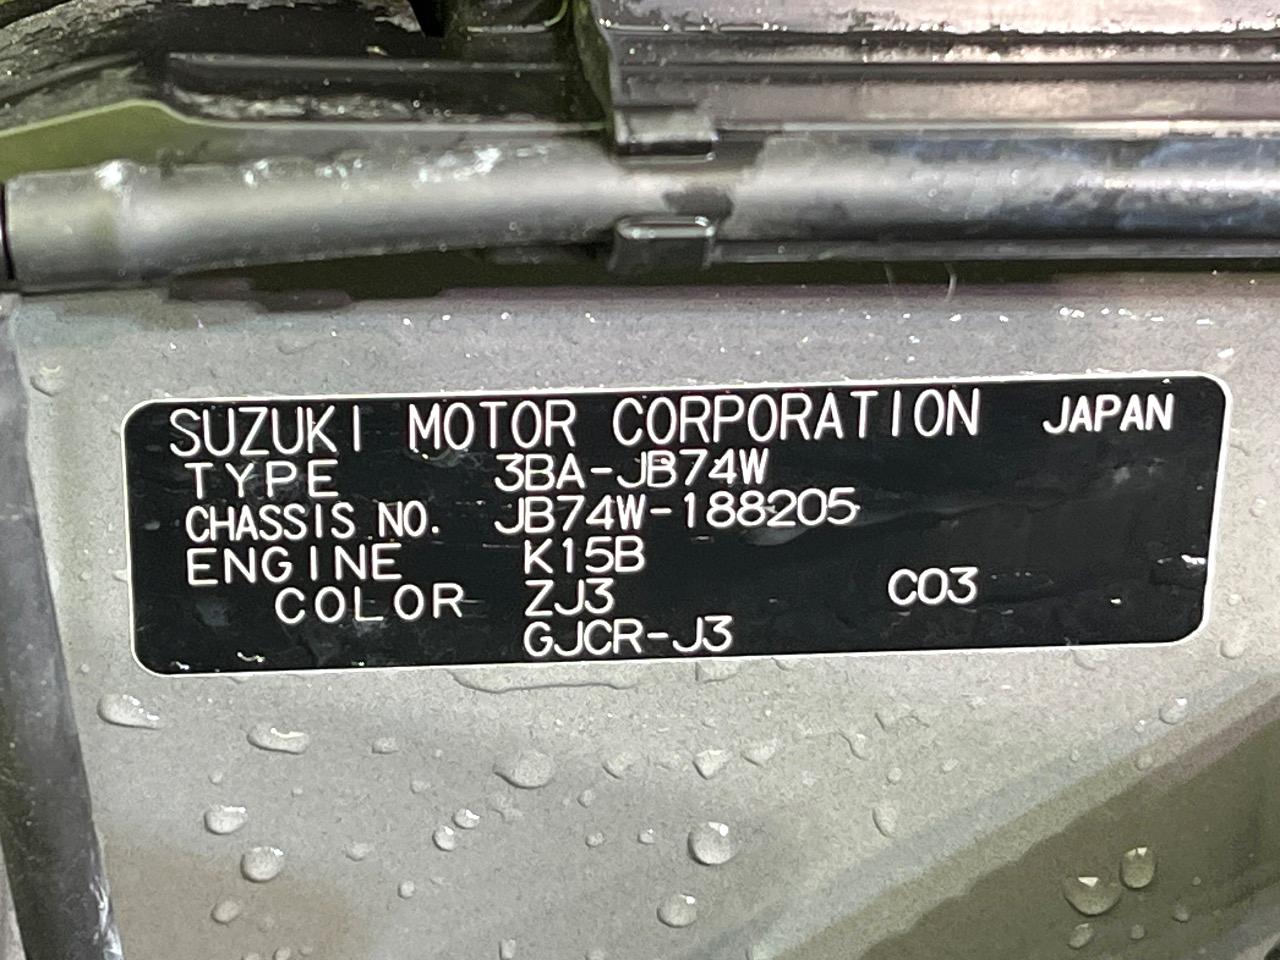 SUZUKI MOTOR CORPORATION JAPAN
TYPE 3BA-JB74W
CHASSIS NO. JB74W-188205
ENGINE K15B
COLOR ZJ3 C03
GJCR-J3